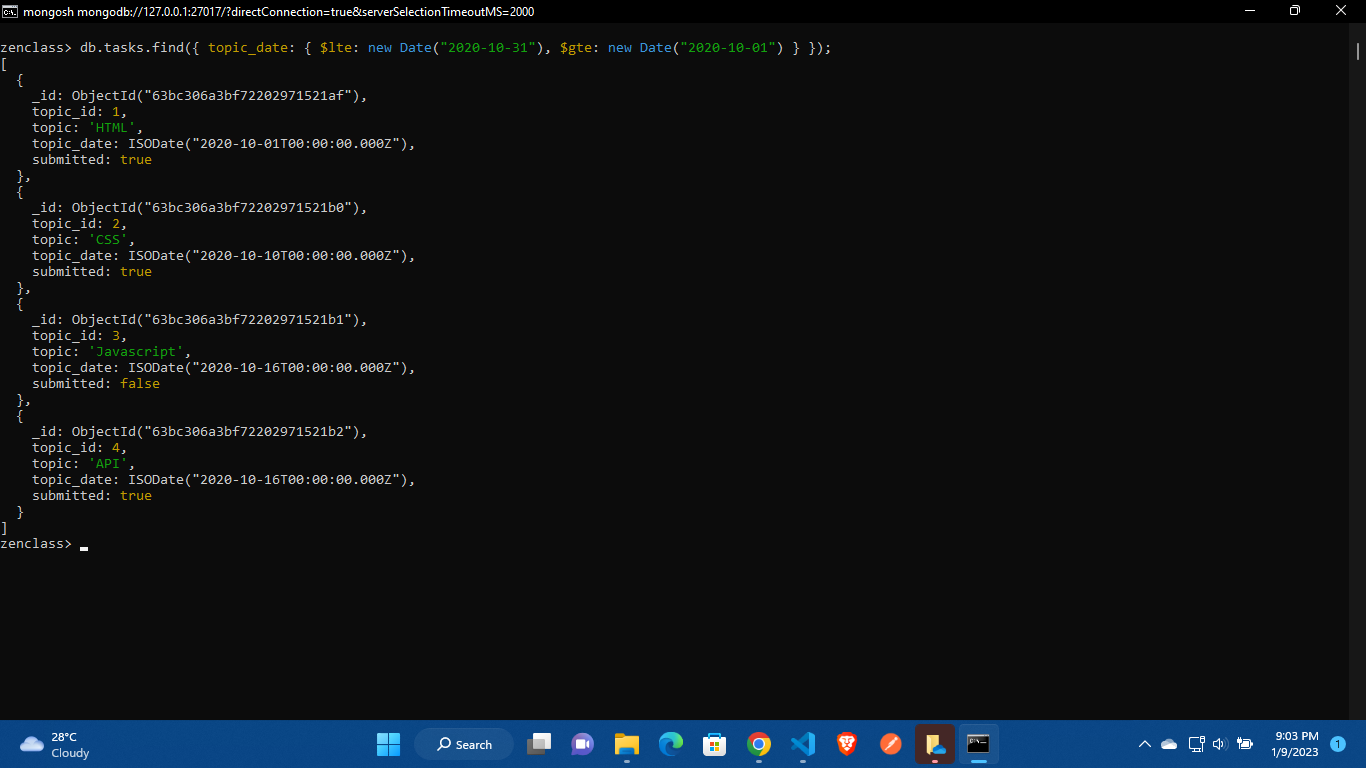 mongosh mongodb://127.0.0.1:27017/?directConnection=true&serverSelectionTimeoutMS=2000
zenclass> db.tasks.find({ topic_date: { $lte: new Date("2020-10-31"), $gte: new Date("2020-10-01") } });
[
  {
    _id: ObjectId("63bc306a3bf72202971521af"),
    topic_id: 1,
    topic: 'HTML',
    topic_date: ISODate("2020-10-01T00:00:00.000Z"),
    submitted: true
  },
  {
    _id: ObjectId("63bc306a3bf72202971521b0"),
    topic_id: 2,
    topic: 'CSS',
    topic_date: ISODate("2020-10-10T00:00:00.000Z"),
    submitted: true
  },
  {
    _id: ObjectId("63bc306a3bf72202971521b1"),
    topic_id: 3,
    topic: 'Javascript',
    topic_date: ISODate("2020-10-16T00:00:00.000Z"),
    submitted: false
  },
  {
    _id: ObjectId("63bc306a3bf72202971521b2"),
    topic_id: 4,
    topic: 'API',
    topic_date: ISODate("2020-10-16T00:00:00.000Z"),
    submitted: true
  }
]
zenclass>
28°C
Cloudy
Search
9:03 PM
1/9/2023
1